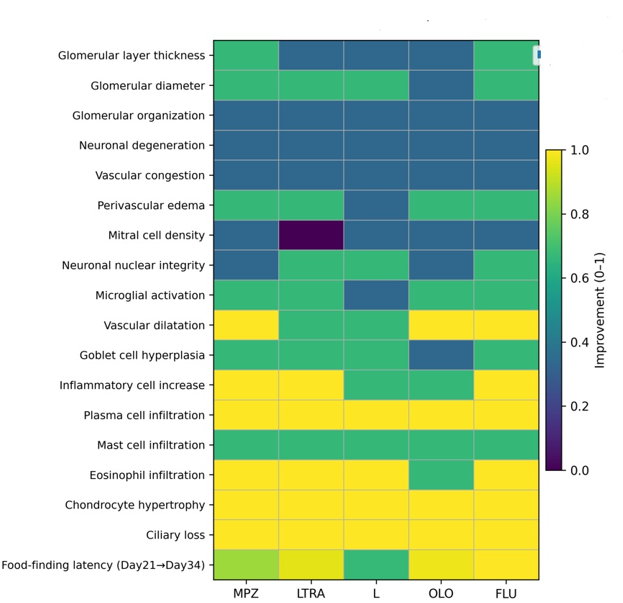 Glomerular layer thickness
Glomerular diameter
Glomerular organization
Neuronal degeneration
Vascular congestion
Perivascular edema
Mitral cell density
Neuronal nuclear integrity
Microglial activation
Vascular dilatation
Goblet cell hyperplasia
Inflammatory cell increase
Plasma cell infiltration
Mast cell infiltration
Eosinophil infiltration
Chondrocyte hypertrophy
Ciliary loss
Food-finding latency (Day21→Day34)
MPZ LTRA L OLO FLU
1.0
0.8
0.6
0.4
0.2
0.0
Improvement (0–1)